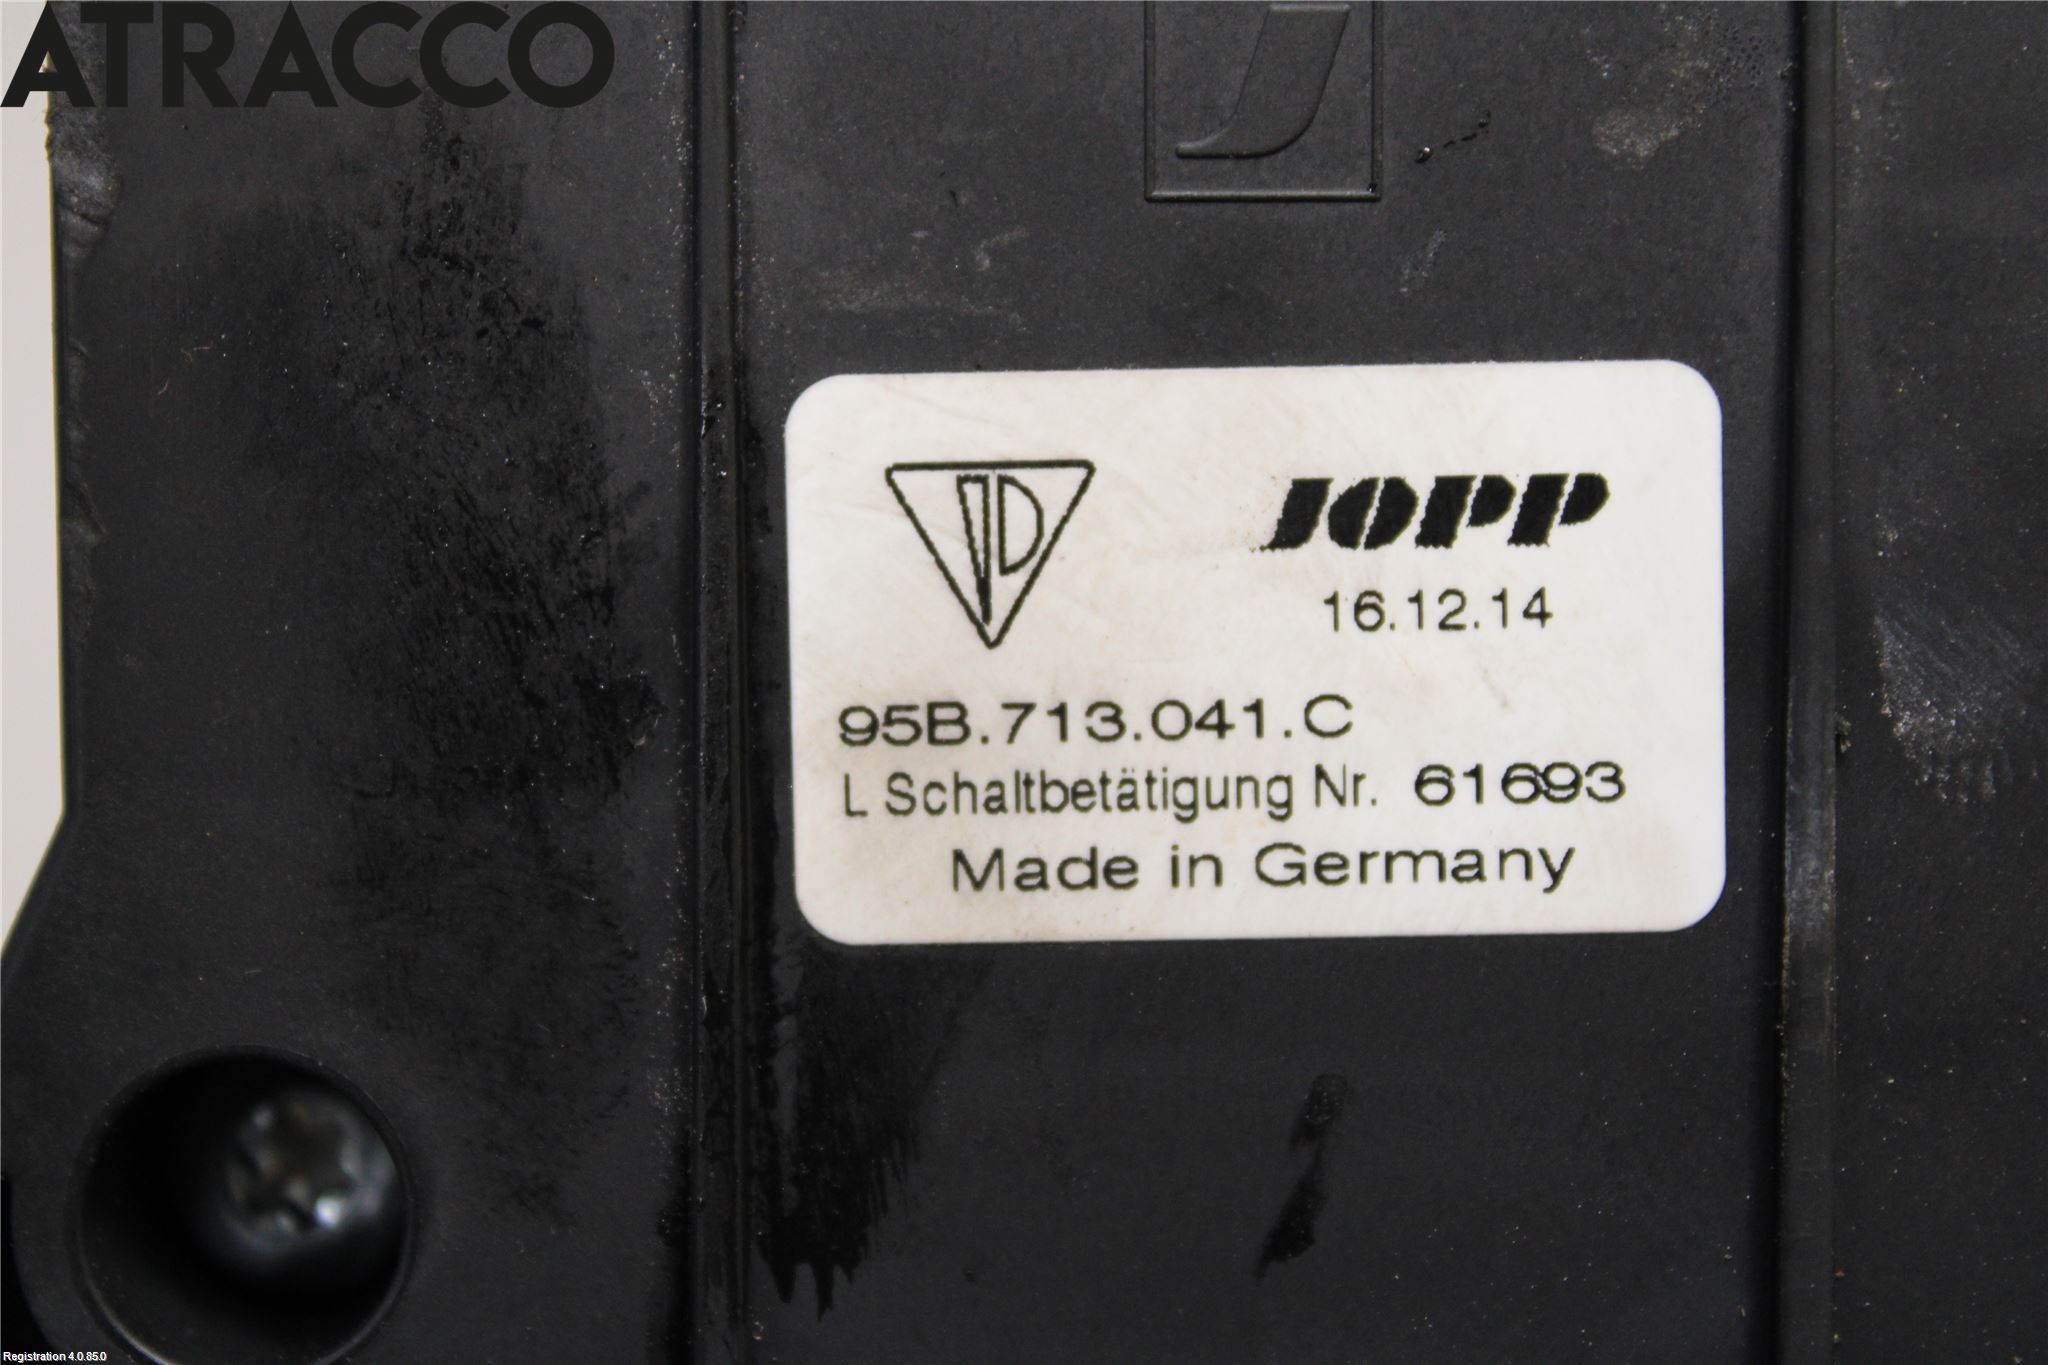 ATRACCO
JOPP
16.12.14
95B.713.041.C
L Schaltbetätigung Nr. 61693
Made in Germany
Registration 4.0.85.0